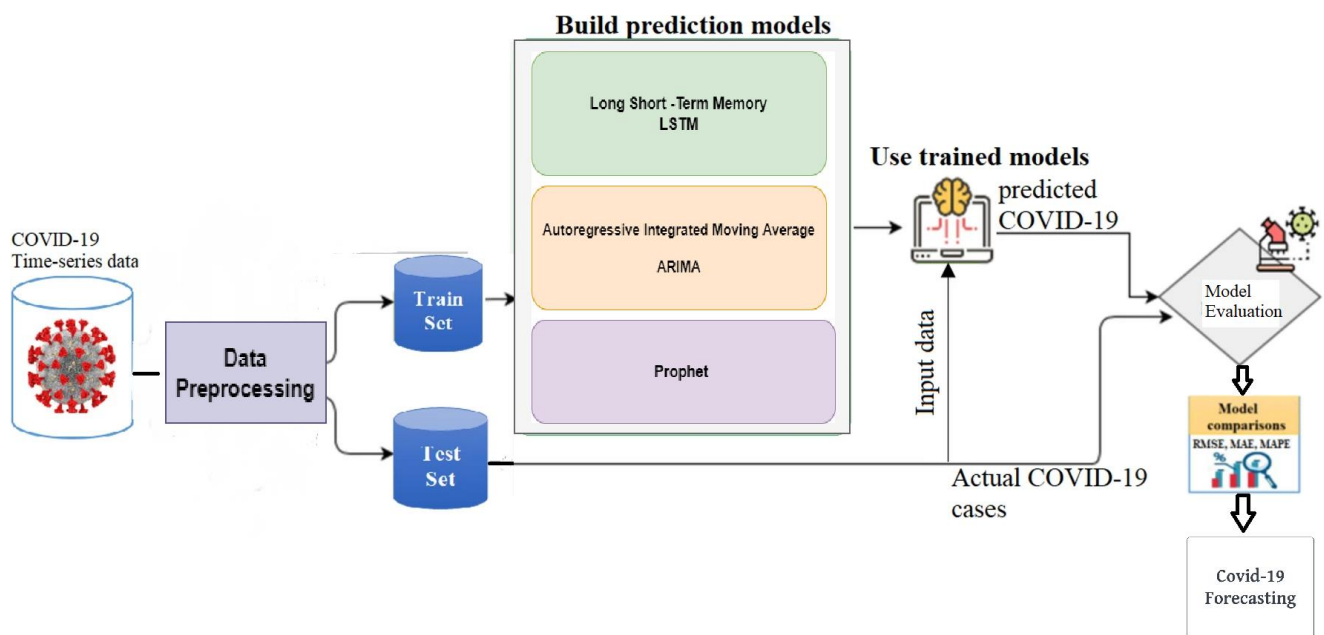 Build prediction models
Long Short -Term Memory
LSTM
Autoregressive Integrated Moving Average
ARIMA
Prophet
Use trained models
predicted
COVID-19
COVID-19
Time-series data
Data
Preprocessing
Train
Set
Test
Set
Input data
Actual COVID-19
cases
Model
Evaluation
Model
comparisons
RMSE, MAE, MAPE
%
Covid-19
Forecasting